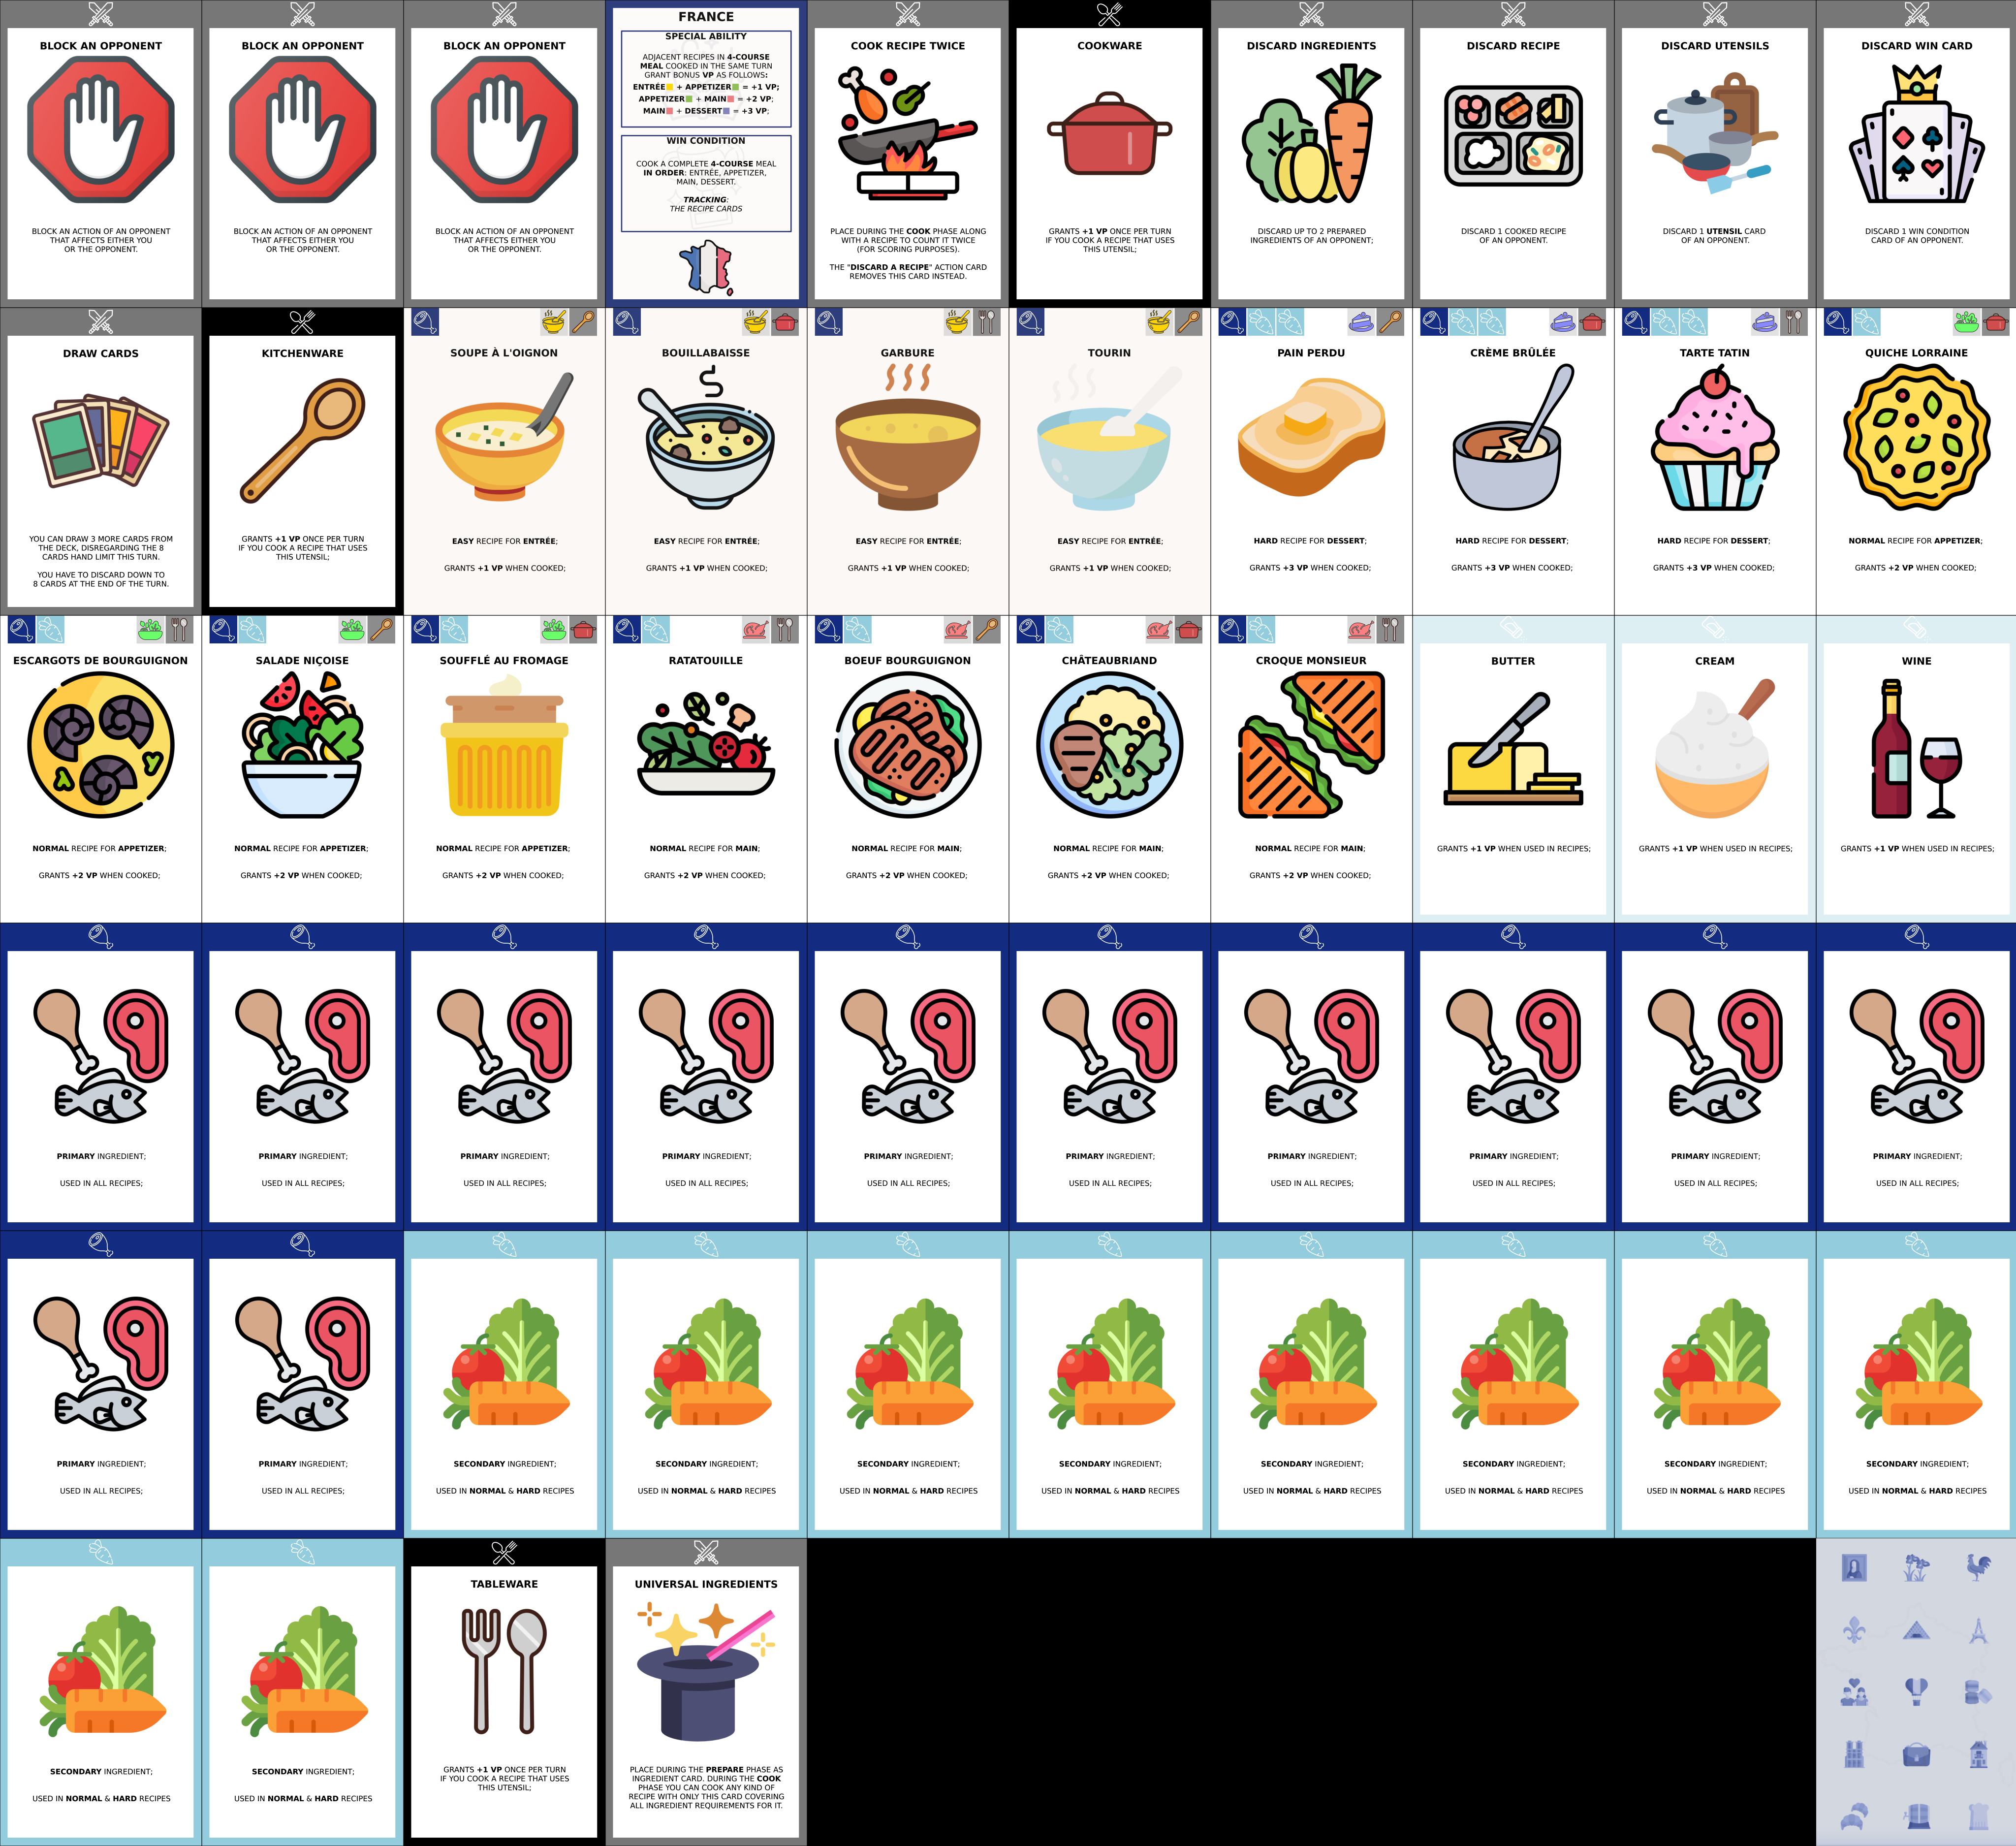 BLOCK AN OPPONENT
BLOCK AN ACTION OF AN OPPONENT
THAT AFFECTS EITHER YOU
OR THE OPPONENT.
BLOCK AN OPPONENT
BLOCK AN ACTION OF AN OPPONENT
THAT AFFECTS EITHER YOU
OR THE OPPONENT.
BLOCK AN OPPONENT
BLOCK AN ACTION OF AN OPPONENT
THAT AFFECTS EITHER YOU
OR THE OPPONENT.
FRANCE
SPECIAL ABILITY
ADJACENT RECIPES IN 4-COURSE
MEAL COOKED IN THE SAME TURN
GRANT BONUS VP AS FOLLOWS:
ENTRÉE + APPETIZER = +1 VP;
APPETIZER + MAIN = +2 VP;
MAIN + DESSERT = +3 VP;
WIN CONDITION
COOK A COMPLETE 4-COURSE MEAL
IN ORDER: ENTRÉE, APPETIZER,
MAIN, DESSERT.
TRACKING:
THE RECIPE CARDS
COOK RECIPE TWICE
PLACE DURING THE COOK PHASE ALONG
WITH A RECIPE TO COUNT IT TWICE
(FOR SCORING PURPOSES).
THE "DISCARD A RECIPE" ACTION CARD
REMOVES THIS CARD INSTEAD.
COOKWARE
GRANTS +1 VP ONCE PER TURN
IF YOU COOK A RECIPE THAT USES
THIS UTENSIL;
DISCARD INGREDIENTS
DISCARD UP TO 2 PREPARED
INGREDIENTS OF AN OPPONENT;
DISCARD RECIPE
DISCARD 1 COOKED RECIPE
OF AN OPPONENT.
DISCARD UTENSILS
DISCARD 1 UTENSIL CARD
OF AN OPPONENT.
DISCARD WIN CARD
DISCARD 1 WIN CONDITION
CARD OF AN OPPONENT.
DRAW CARDS
YOU CAN DRAW 3 MORE CARDS FROM
THE DECK, DISREGARDING THE 8
CARDS HAND LIMIT THIS TURN.
YOU HAVE TO DISCARD DOWN TO
8 CARDS AT THE END OF THE TURN.
KITCHENWARE
GRANTS +1 VP ONCE PER TURN
IF YOU COOK A RECIPE THAT USES
THIS UTENSIL;
SOUPE À L'OIGNON
EASY RECIPE FOR ENTRÉE;
GRANTS +1 VP WHEN COOKED;
BOUILLABAISSE
EASY RECIPE FOR ENTRÉE;
GRANTS +1 VP WHEN COOKED;
GARBURE
EASY RECIPE FOR ENTRÉE;
GRANTS +1 VP WHEN COOKED;
TOURIN
EASY RECIPE FOR ENTRÉE;
GRANTS +1 VP WHEN COOKED;
PAIN PERDU
HARD RECIPE FOR DESSERT;
GRANTS +3 VP WHEN COOKED;
CRÈME BRÛLÉE
HARD RECIPE FOR DESSERT;
GRANTS +3 VP WHEN COOKED;
TARTE TATIN
HARD RECIPE FOR DESSERT;
GRANTS +3 VP WHEN COOKED;
QUICHE LORRAINE
NORMAL RECIPE FOR APPETIZER;
GRANTS +2 VP WHEN COOKED;
ESCARGOTS DE BOURGUIGNON
NORMAL RECIPE FOR APPETIZER;
GRANTS +2 VP WHEN COOKED;
SALADE NIÇOISE
NORMAL RECIPE FOR APPETIZER;
GRANTS +2 VP WHEN COOKED;
SOUFFLÉ AU FROMAGE
NORMAL RECIPE FOR APPETIZER;
GRANTS +2 VP WHEN COOKED;
RATATOUILLE
NORMAL RECIPE FOR MAIN;
GRANTS +2 VP WHEN COOKED;
BOEUF BOURGUIGNON
NORMAL RECIPE FOR MAIN;
GRANTS +2 VP WHEN COOKED;
CHÂTEAUBRIAND
NORMAL RECIPE FOR MAIN;
GRANTS +2 VP WHEN COOKED;
CROQUE MONSIEUR
NORMAL RECIPE FOR MAIN;
GRANTS +2 VP WHEN COOKED;
BUTTER
GRANTS +1 VP WHEN USED IN RECIPES;
CREAM
GRANTS +1 VP WHEN USED IN RECIPES;
WINE
GRANTS +1 VP WHEN USED IN RECIPES;
PRIMARY INGREDIENT;
USED IN ALL RECIPES;
PRIMARY INGREDIENT;
USED IN ALL RECIPES;
PRIMARY INGREDIENT;
USED IN ALL RECIPES;
PRIMARY INGREDIENT;
USED IN ALL RECIPES;
PRIMARY INGREDIENT;
USED IN ALL RECIPES;
PRIMARY INGREDIENT;
USED IN ALL RECIPES;
PRIMARY INGREDIENT;
USED IN ALL RECIPES;
PRIMARY INGREDIENT;
USED IN ALL RECIPES;
PRIMARY INGREDIENT;
USED IN ALL RECIPES;
PRIMARY INGREDIENT;
USED IN ALL RECIPES;
PRIMARY INGREDIENT;
USED IN ALL RECIPES;
PRIMARY INGREDIENT;
USED IN ALL RECIPES;
SECONDARY INGREDIENT;
USED IN NORMAL & HARD RECIPES
SECONDARY INGREDIENT;
USED IN NORMAL & HARD RECIPES
SECONDARY INGREDIENT;
USED IN NORMAL & HARD RECIPES
SECONDARY INGREDIENT;
USED IN NORMAL & HARD RECIPES
SECONDARY INGREDIENT;
USED IN NORMAL & HARD RECIPES
SECONDARY INGREDIENT;
USED IN NORMAL & HARD RECIPES
SECONDARY INGREDIENT;
USED IN NORMAL & HARD RECIPES
SECONDARY INGREDIENT;
USED IN NORMAL & HARD RECIPES
SECONDARY INGREDIENT;
USED IN NORMAL & HARD RECIPES
SECONDARY INGREDIENT;
USED IN NORMAL & HARD RECIPES
TABLEWARE
GRANTS +1 VP ONCE PER TURN
IF YOU COOK A RECIPE THAT USES
THIS UTENSIL;
UNIVERSAL INGREDIENTS
PLACE DURING THE PREPARE PHASE AS
INGREDIENT CARD. DURING THE COOK
PHASE YOU CAN COOK ANY KIND OF
RECIPE WITH ONLY THIS CARD COVERING
ALL INGREDIENT REQUIREMENTS FOR IT.